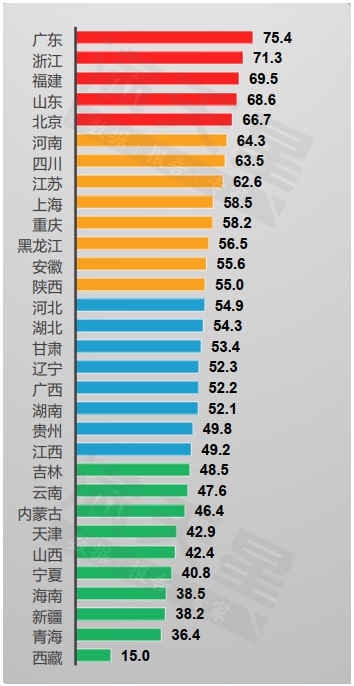 广东 75.4
浙江 71.3
福建 69.5
山东 68.6
北京 66.7
河南 64.3
四川 63.5
江苏 62.6
上海 58.5
重庆 58.2
黑龙江 56.5
安徽 55.6
陕西 55.0
河北 54.9
湖北 54.3
甘肃 53.4
辽宁 52.3
广西 52.2
湖南 52.1
贵州 49.8
江西 49.2
吉林 48.5
云南 47.6
内蒙古 46.4
天津 42.9
山西 42.4
宁夏 40.8
海南 38.5
新疆 38.2
青海 36.4
西藏 15.0